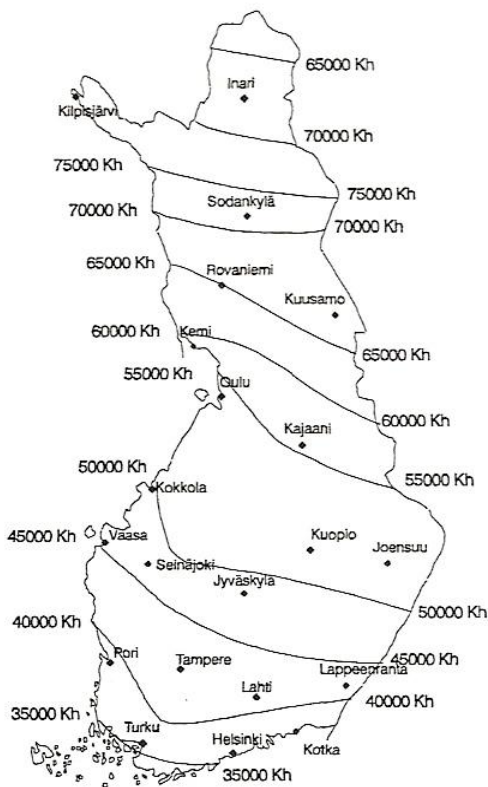 65000 Kh
Inari
Kilpisjärvi
70000 Kh
75000 Kh
75000 Kh
Sodankylä
70000 Kh
70000 Kh
65000 Kh
Rovaniemi
Kuusamo
60000 Kh
Kemi
65000 Kh
55000 Kh
Oulu
60000 Kh
Kajaani
50000 Kh
55000 Kh
Kokkola
45000 Kh
Vaasa
Kuopio
Joensuu
Seinäjoki
Jyväskylä
50000 Kh
40000 Kh
Pori
Tampere
45000 Kh
Lappeenranta
Lahti
40000 Kh
35000 Kh
Turku
Helsinki
Kotka
35000 Kh